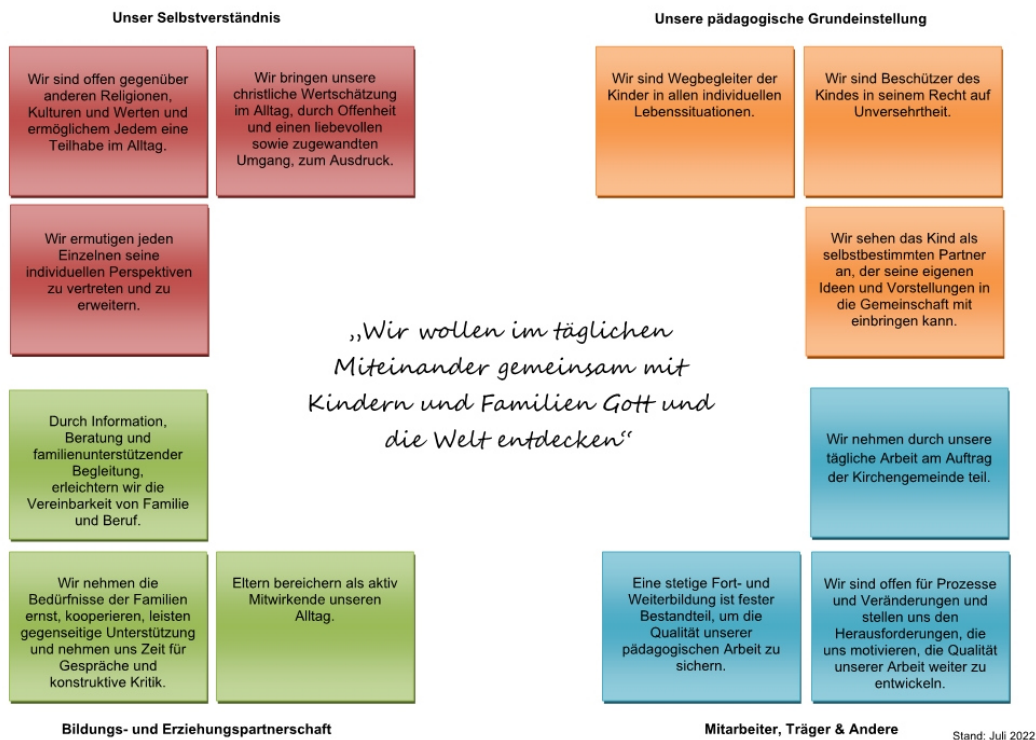 Unser Selbstverständnis
Wir sind offen gegenüber
anderen Religionen,
Kulturen und Werten und
ermöglichem Jedem eine
Teilhabe im Alltag.
Wir bringen unsere
christliche Wertschätzung
im Alltag, durch Offenheit
und einen liebevollen
sowie zugewandten
Umgang, zum Ausdruck.
Wir ermutigen jeden
Einzelnen seine
individuellen Perspektiven
zu vertreten und zu
erweitern.
Unsere pädagogische Grundeinstellung
Wir sind Wegbegleiter der
Kinder in allen individuellen
Lebenssituationen.
Wir sind Beschützer des
Kindes in seinem Recht auf
Unversehrtheit.
Wir sehen das Kind als
selbstbestimmten Partner
an, der seine eigenen
Ideen und Vorstellungen in
die Gemeinschaft mit
einbringen kann.
„Wir wollen im täglichen
Miteinander gemeinsam mit
Kindern und Familien Gott und
die Welt entdecken“
Durch Information,
Beratung und
familienunterstützender
Begleitung,
erleichtern wir die
Vereinbarkeit von Familie
und Beruf.
Wir nehmen die
Bedürfnisse der Familien
ernst, kooperieren, leisten
gegenseitige Unterstützung
und nehmen uns Zeit für
Gespräche und
konstruktive Kritik.
Eltern bereichern als aktiv
Mitwirkende unseren
Alltag.
Bildungs- und Erziehungspartnerschaft
Wir nehmen durch unsere
tägliche Arbeit am Auftrag
der Kirchengemeinde teil.
Eine stetige Fort- und
Weiterbildung ist fester
Bestandteil, um die
Qualität unserer
pädagogischen Arbeit zu
sichern.
Wir sind offen für Prozesse
und Veränderungen und
stellen uns den
Herausforderungen, die
uns motivieren, die Qualität
unserer Arbeit weiter zu
entwickeln.
Mitarbeiter, Träger & Andere
Stand: Juli 2022